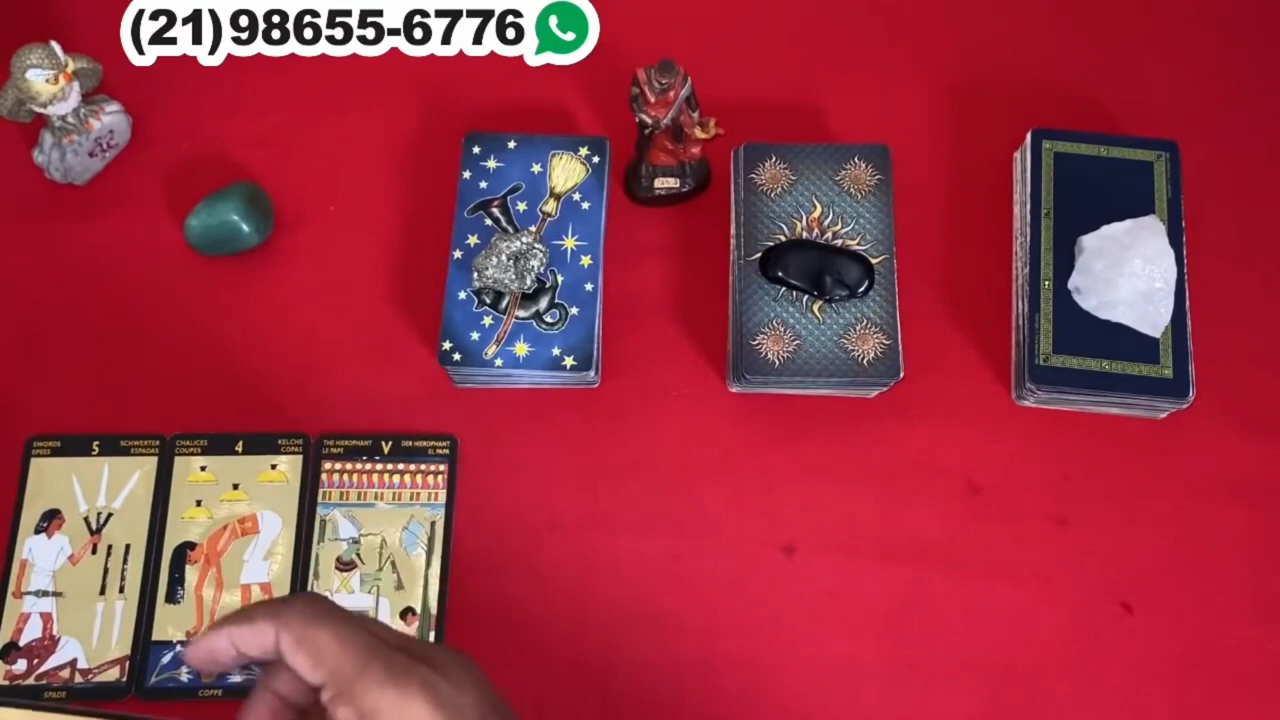 (21)98655-6776
SWORDS
EPEES
5
SCHWERTER
ESPADAS
SPADE
CHALICES
COUPES
4
KELCHE
COPAS
COPPE
THE HIEROPHANT
LE PAPE
V
DER HIEROPHANT
EL PAPA